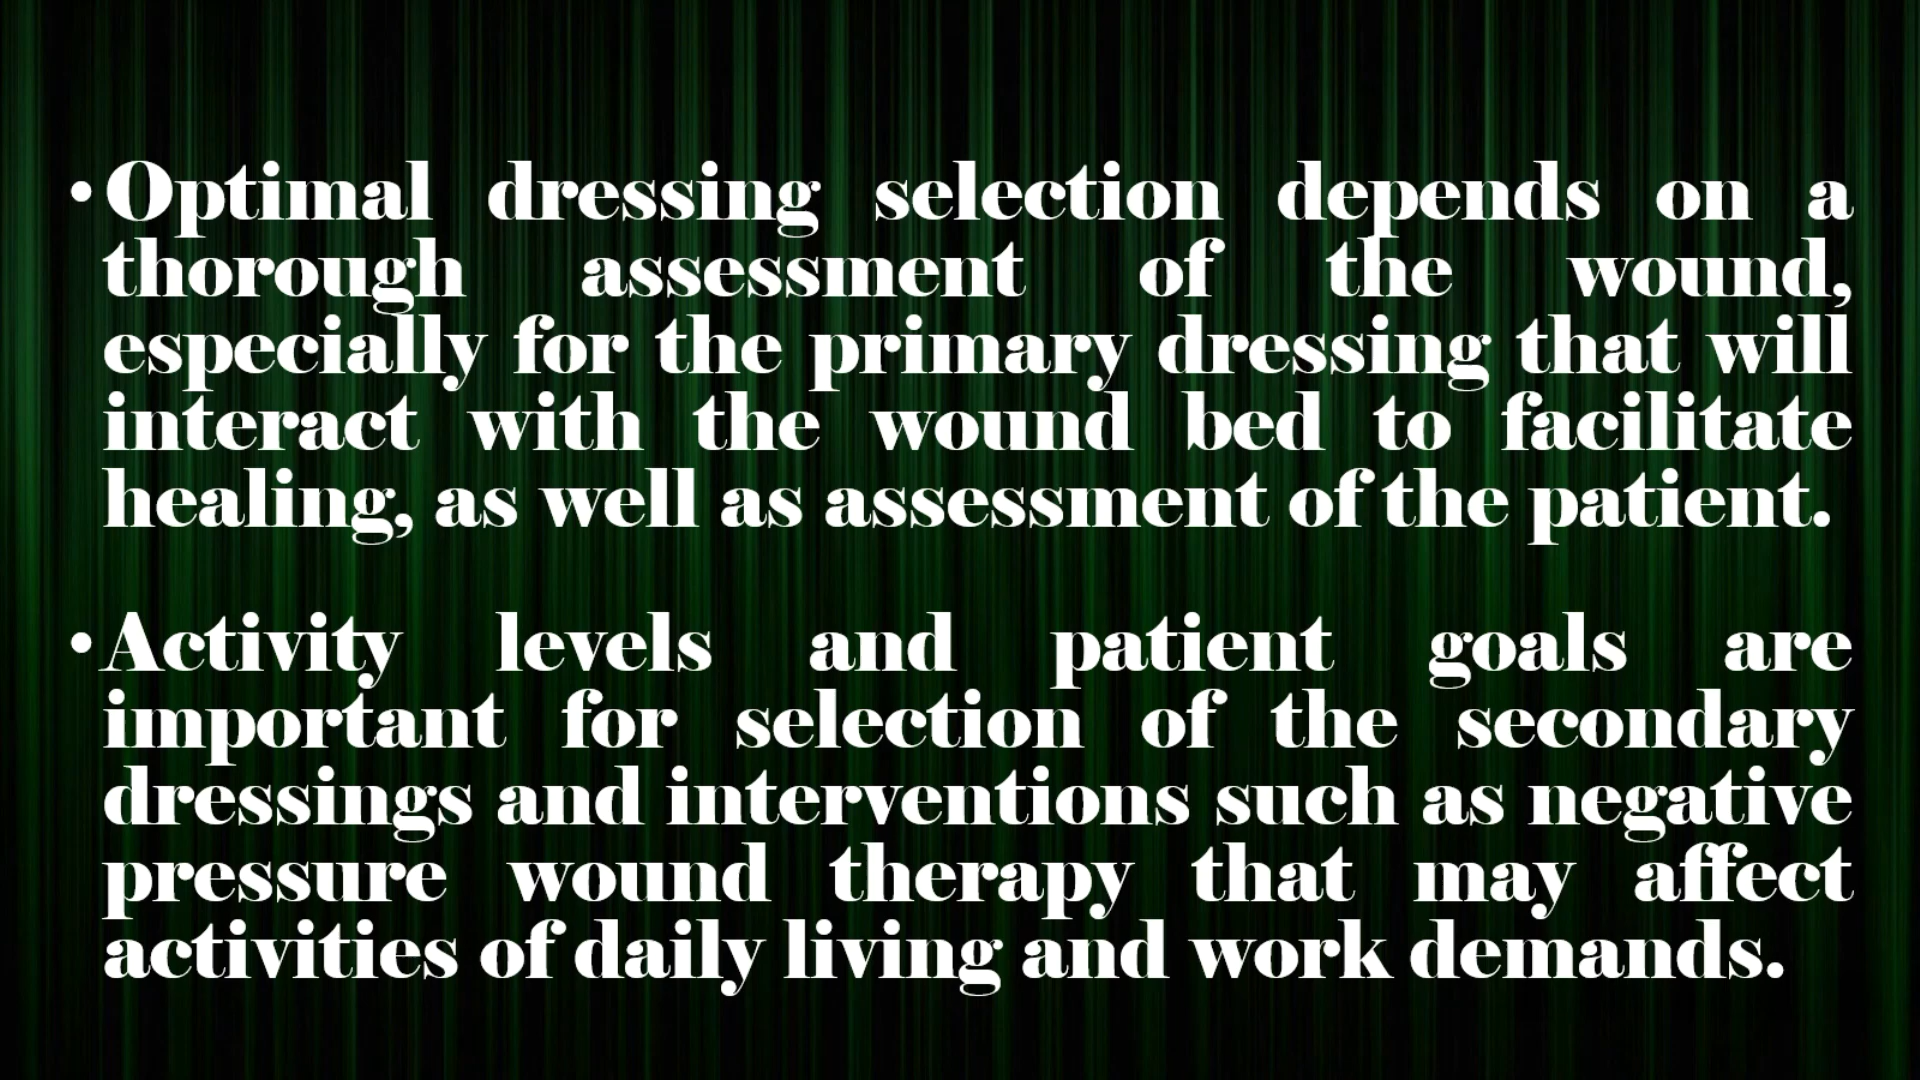 • Optimal dressing selection depends on a
thorough assessment of the wound,
especially for the primary dressing that will
interact with the wound bed to facilitate
healing, as well as assessment of the patient.
• Activity levels and patient goals are
important for selection of the secondary
dressings and interventions such as negative
pressure wound therapy that may affect
activities of daily living and work demands.